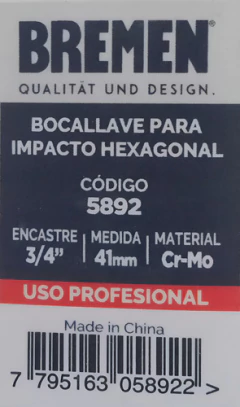 BREMEN®
QUALITÄT UND DESIGN.
BOCALLAVE PARA
IMPACTO HEXAGONAL
CÓDIGO
5892
ENCASTRE | MEDIDA | MATERIAL
3/4" | 41mm | Cr-Mo
USO PROFESIONAL
Made in China
7 795163 058922 >